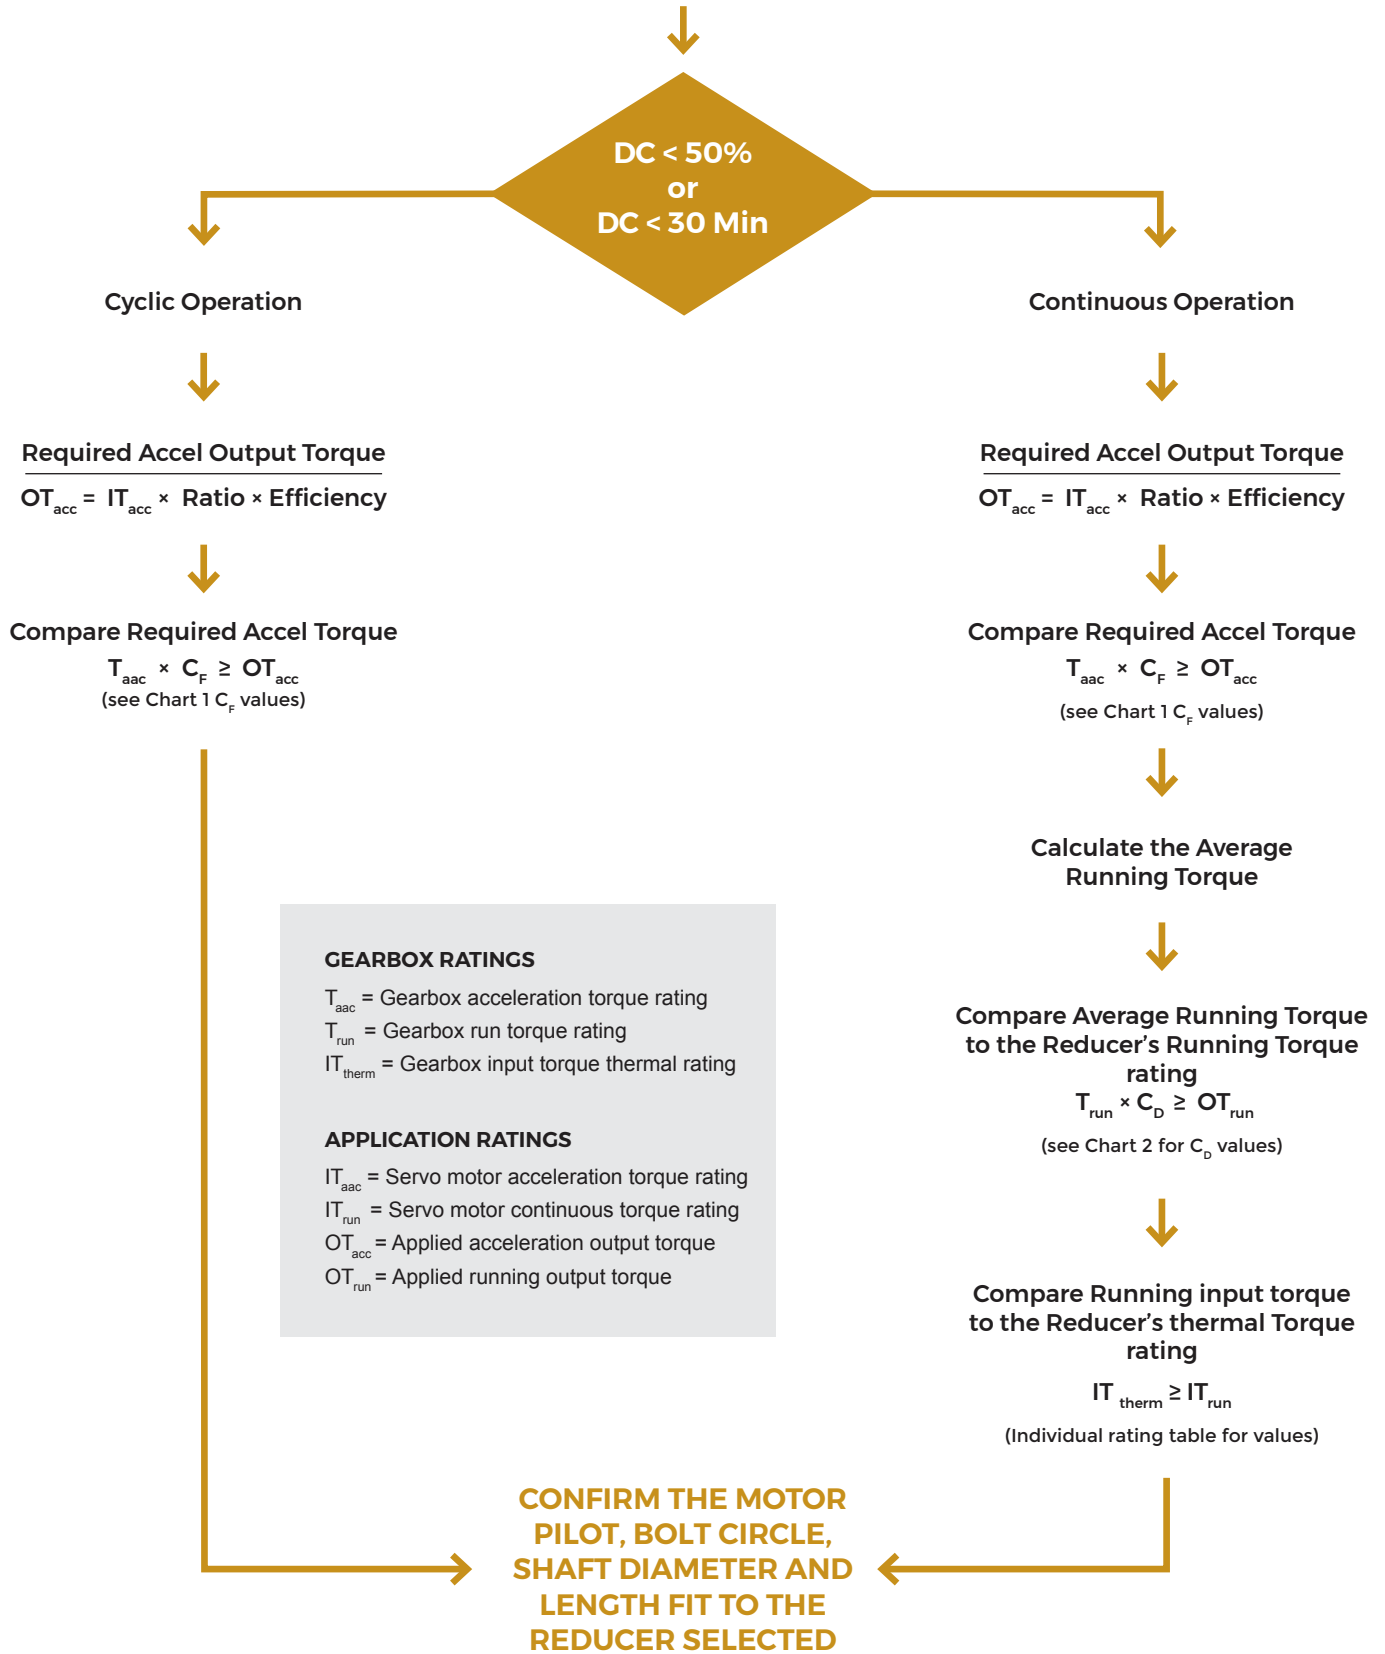 DC < 50%
or
DC < 30 Min
Cyclic Operation
Required Accel Output Torque
OTacc = ITacc × Ratio × Efficiency
Compare Required Accel Torque
Taac × CF ≥ OTacc
(see Chart 1 CF values)
Continuous Operation
Required Accel Output Torque
OTacc = ITacc × Ratio × Efficiency
Compare Required Accel Torque
Taac × CF ≥ OTacc
(see Chart 1 CF values)
Calculate the Average
Running Torque
Compare Average Running Torque
to the Reducer's Running Torque
rating
Trun × CD ≥ OTrun
(see Chart 2 for CD values)
Compare Running input torque
to the Reducer's thermal Torque
rating
IT therm ≥ ITrun
(Individual rating table for values)
GEARBOX RATINGS
Taac = Gearbox acceleration torque rating
Trun = Gearbox run torque rating
ITtherm = Gearbox input torque thermal rating
APPLICATION RATINGS
ITaac = Servo motor acceleration torque rating
ITrun = Servo motor continuous torque rating
OTacc = Applied acceleration output torque
OTrun = Applied running output torque
CONFIRM THE MOTOR
PILOT, BOLT CIRCLE,
SHAFT DIAMETER AND
LENGTH FIT TO THE
REDUCER SELECTED